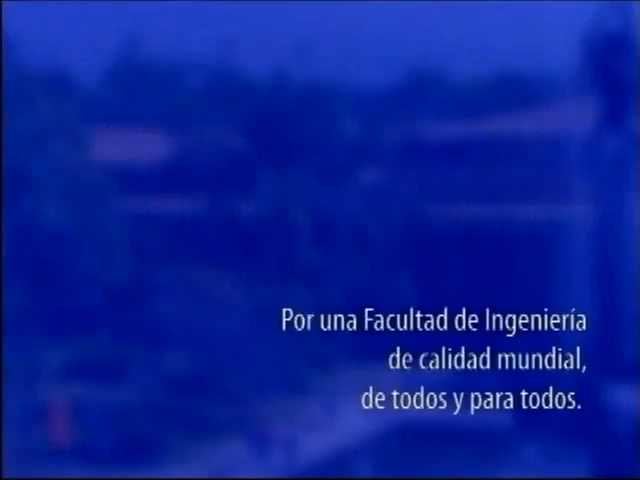 Por una Facultad de Ingeniería
de calidad mundial,
de todos y para todos.